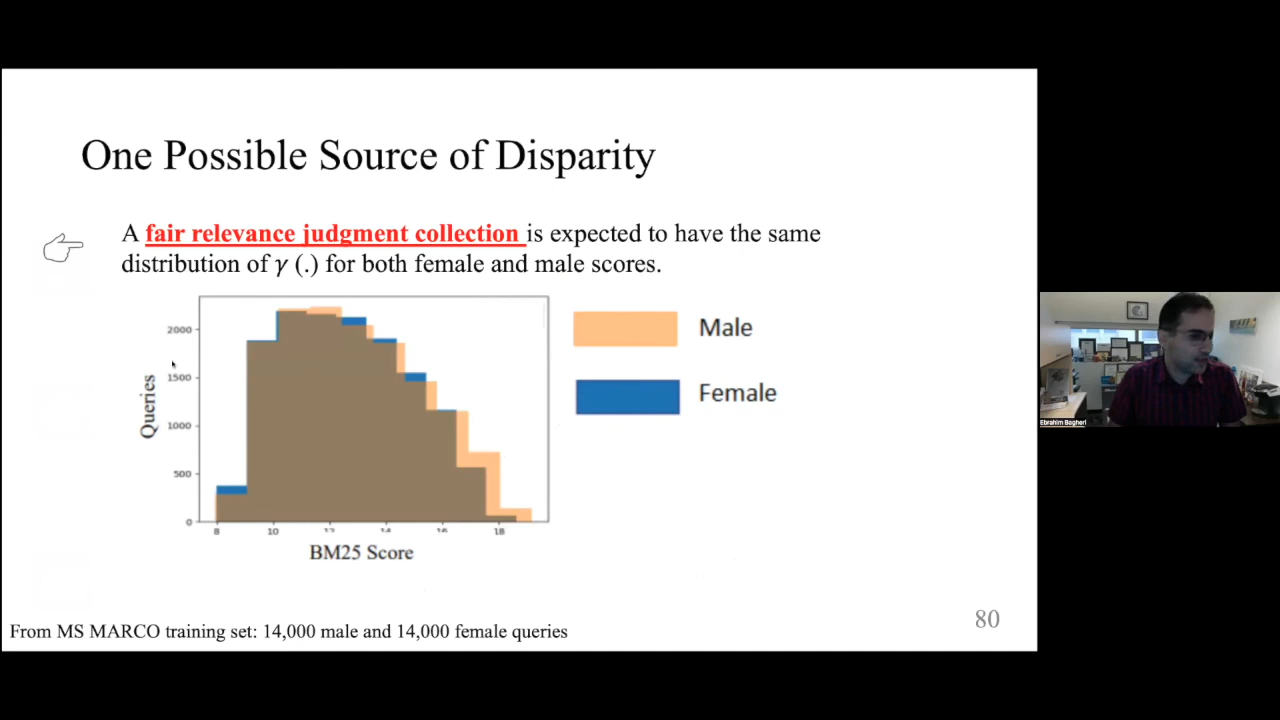 One Possible Source of Disparity
A fair relevance judgment collection is expected to have the same
distribution of γ (.) for both female and male scores.
2000
1500
1000
500
0
Queries
8 10 12 14 16 18
BM25 Score
Male
Female
Ebrahim Bagheri
From MS MARCO training set: 14,000 male and 14,000 female queries
80